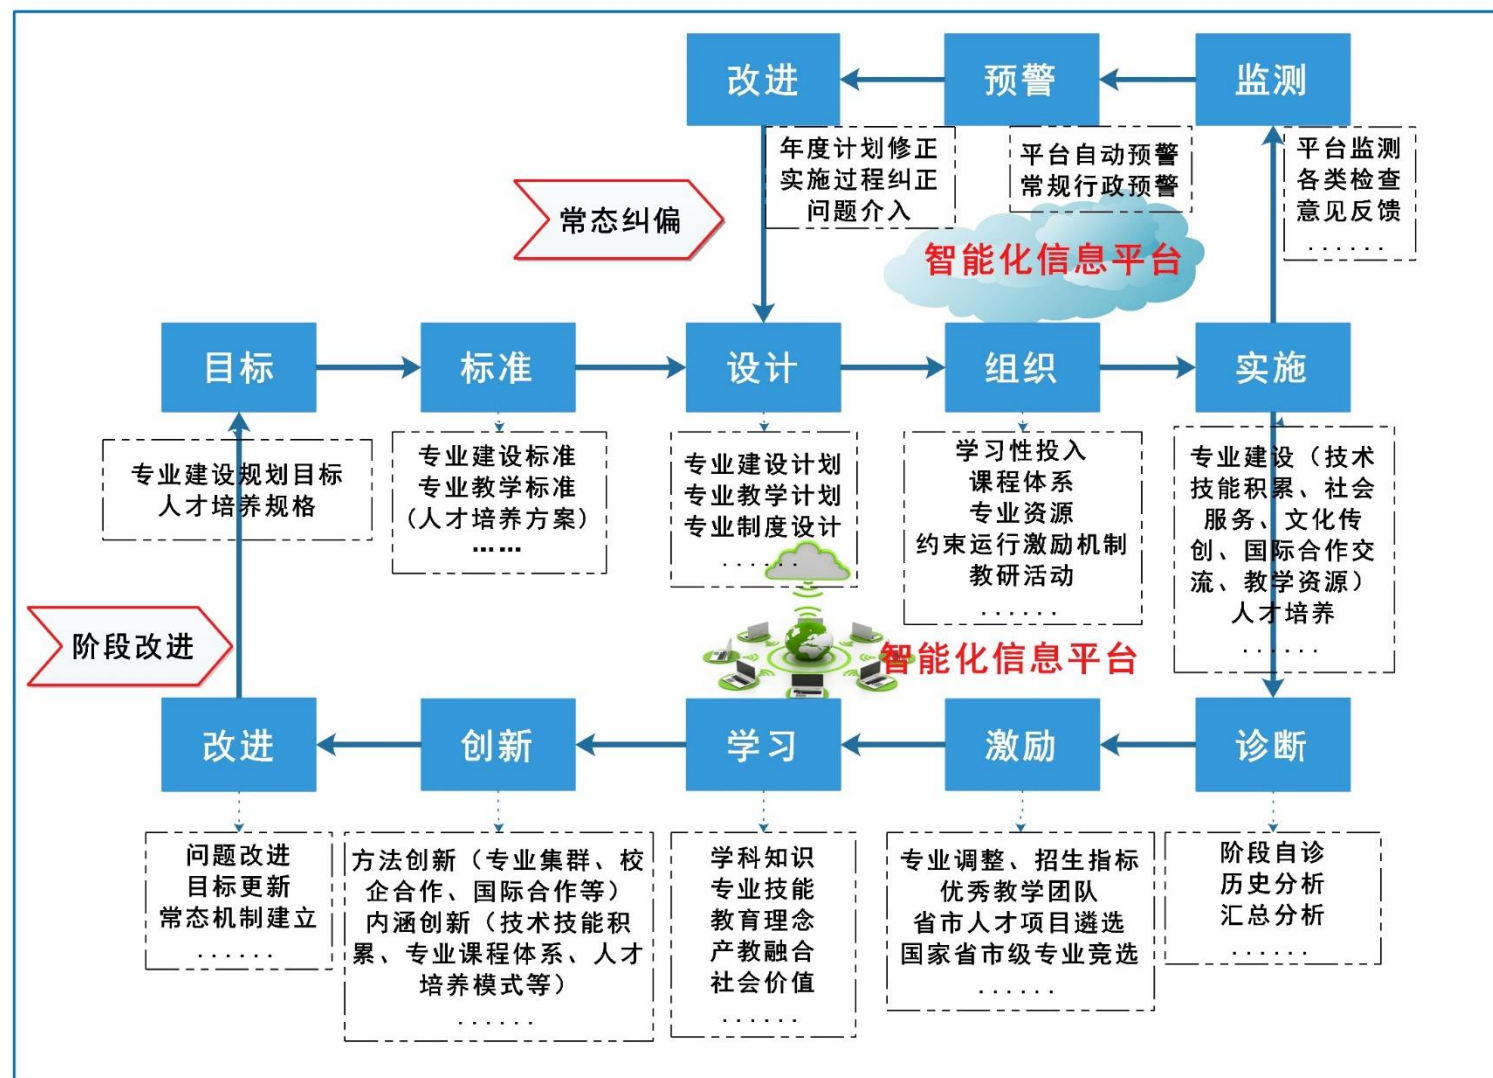 改进
预警
监测
年度计划修正
实施过程纠正
问题介入
平台自动预警
常规行政预警
平台监测
各类检查
意见反馈
......
常态纠偏
智能化信息平台
目标
标准
设计
组织
实施
专业建设规划目标
人才培养规格
专业建设标准
专业教学标准
(人才培养方案)
……
专业建设计划
专业教学计划
专业制度设计
......
学习性投入
课程体系
专业资源
约束运行激励机制
教研活动
......
专业建设（技术
技能积累、社会
服务、文化传
创、国际合作交
流、教学资源）
人才培养
......
阶段改进
智能化信息平台
改进
创新
学习
激励
诊断
问题改进
目标更新
常态机制建立
......
方法创新（专业集群、校
企合作、国际合作等）
内涵创新（技术技能积
累、专业课程体系、人才
培养模式等）
......
学科知识
专业技能
教育理念
产教融合
社会价值
......
专业调整、招生指标
优秀教学团队
省市人才项目遴选
国家省市级专业竞选
......
阶段自诊
历史分析
汇总分析
......